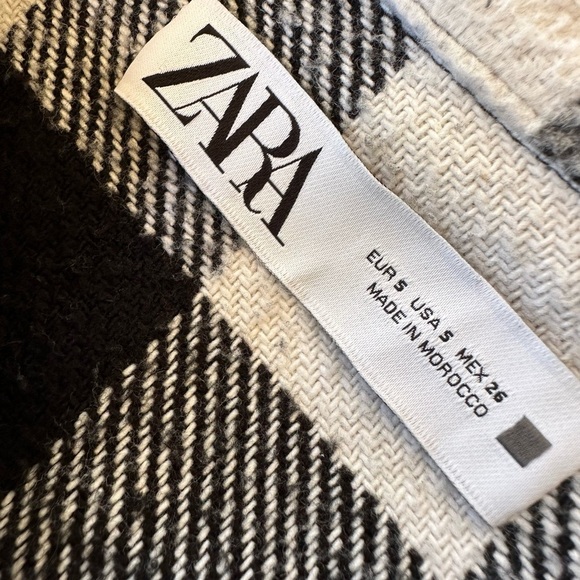 ZARA
EUR S USA S MEX 26
MADE IN MOROCCO